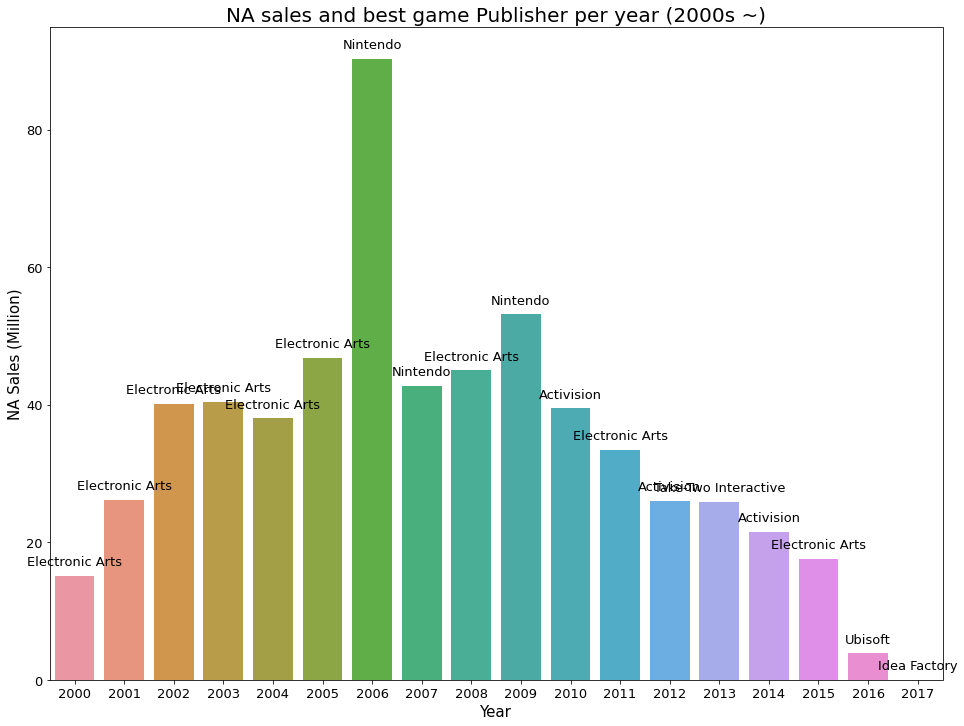 NA sales and best game Publisher per year (2000s ~)
NA Sales (Million)
80
60
40
20
0
Electronic Arts
Electronic Arts
Electronic Arts
Electronic Arts
Electronic Arts
Electronic Arts
Nintendo
Nintendo
Electronic Arts
Nintendo
Activision
Electronic Arts
Activision
Take-Two Interactive
Activision
Electronic Arts
Ubisoft
Idea Factory
2000 2001 2002 2003 2004 2005 2006 2007 2008 2009 2010 2011 2012 2013 2014 2015 2016 2017
Year